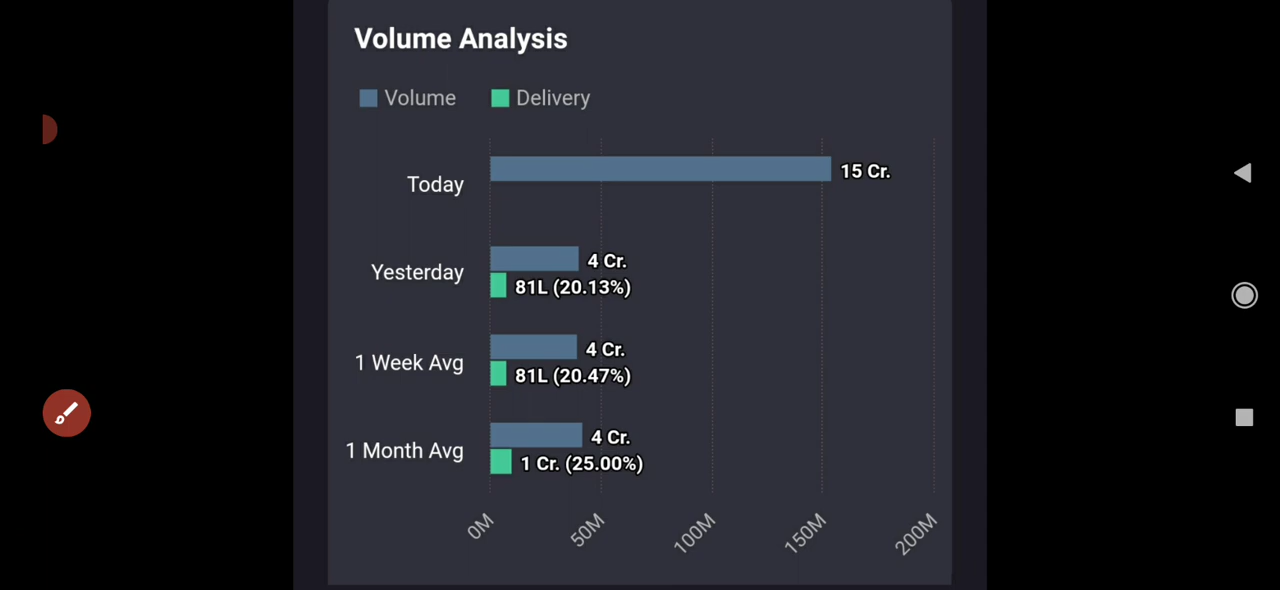 Volume Analysis
Volume Delivery
Today 15 Cr.
Yesterday 4 Cr.
81L (20.13%)
1 Week Avg 4 Cr.
81L (20.47%)
1 Month Avg 4 Cr.
1 Cr. (25.00%)
0M 50M 100M 150M 200M